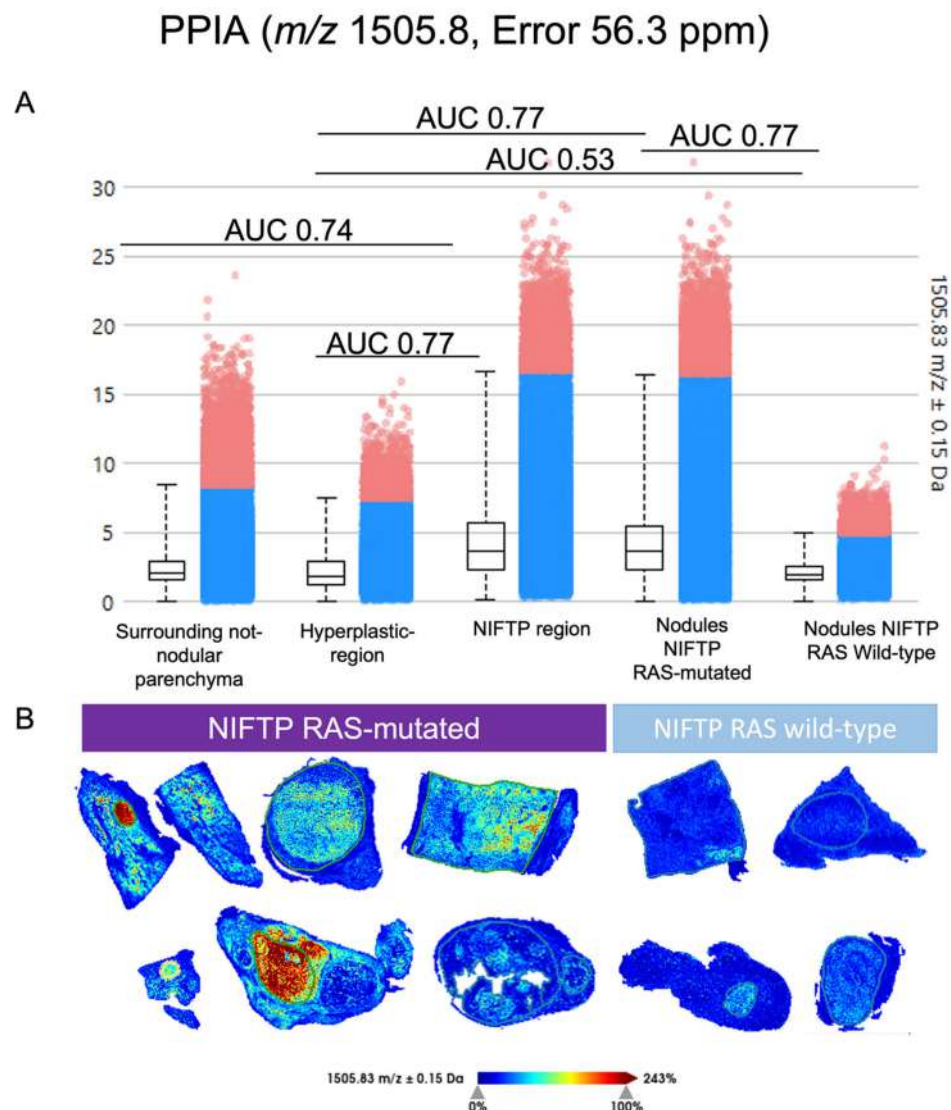 PPIA (m/z 1505.8, Error 56.3 ppm)
A
AUC 0.77
AUC 0.77
AUC 0.53
AUC 0.74
AUC 0.77
30
25
20
15
10
5
0
1505.83 m/z ± 0.15 Da
Surrounding not-
nodular
parenchyma
Hyperplastic-
region
NIFTP region
Nodules
NIFTP
RAS-mutated
Nodules NIFTP
RAS Wild-type
B
NIFTP RAS-mutated
NIFTP RAS wild-type
1505.83 m/z ± 0.15 Da
243%
0%
100%